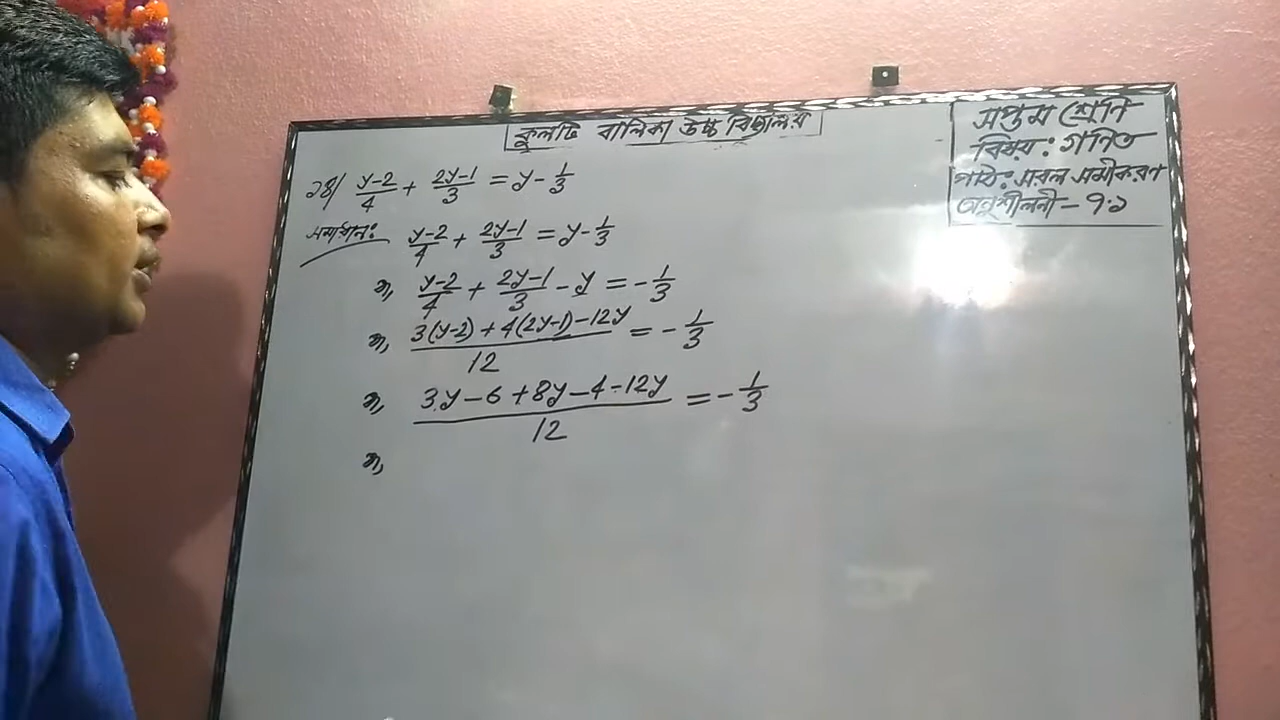 কুলটি বালিকা উচ্চ বিদ্যালয়
সপ্তম শ্রেণি
বিষয়: গণিত
পাঠ: সরল সমীকরণ
অনুশীলনী – ৭.১
১৪| (y-2)/4 + (2y-1)/3 = y - 1/3
সমাধান: (y-2)/4 + (2y-1)/3 = y - 1/3
বা, (y-2)/4 + (2y-1)/3 - y = - 1/3
বা, (3(y-2) + 4(2y-1) - 12y)/12 = - 1/3
বা, (3y - 6 + 8y - 4 - 12y)/12 = - 1/3
বা,